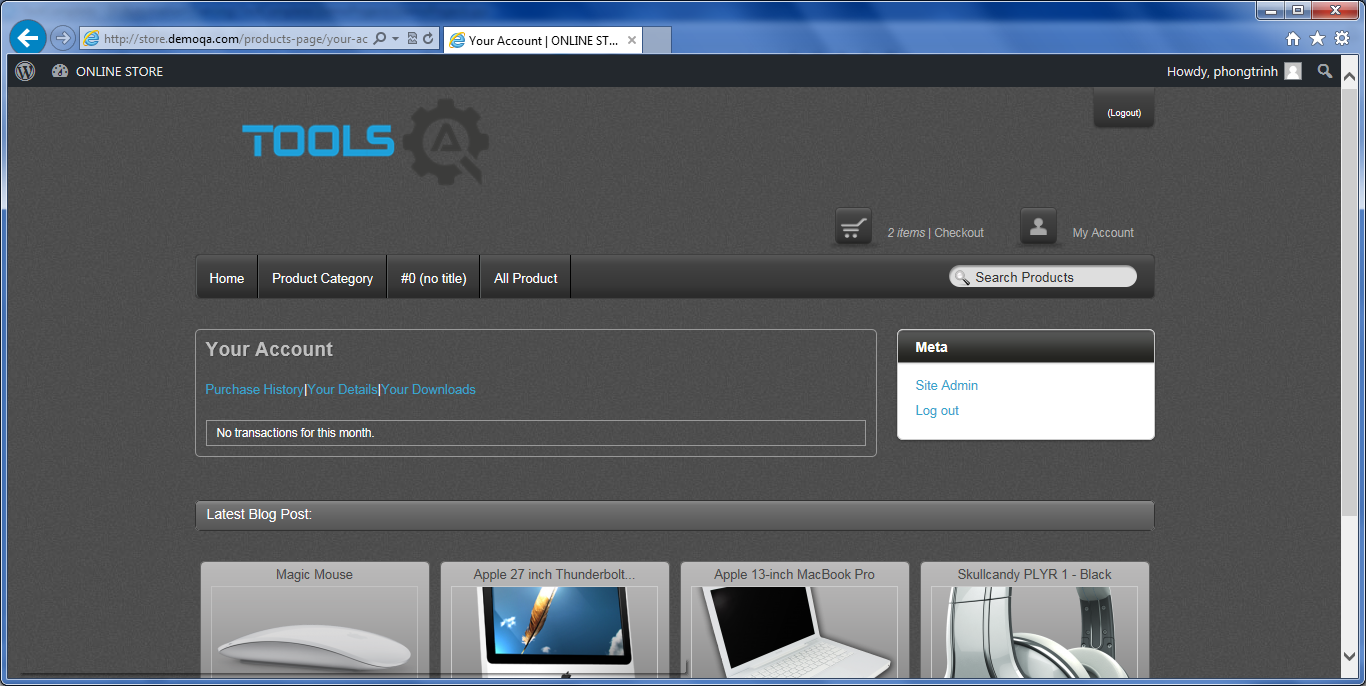 http://store.demoqa.com/products-page/your-ac
Your Account | ONLINE ST...
ONLINE STORE
Howdy, phongtrinh
(Logout)
TOOLS
2 items | Checkout
My Account
Home
Product Category
#0 (no title)
All Product
Search Products
Your Account
Purchase History|Your Details|Your Downloads
No transactions for this month.
Meta
Site Admin
Log out
Latest Blog Post:
Magic Mouse
Apple 27 inch Thunderbolt...
Apple 13-inch MacBook Pro
Skullcandy PLYR 1 - Black